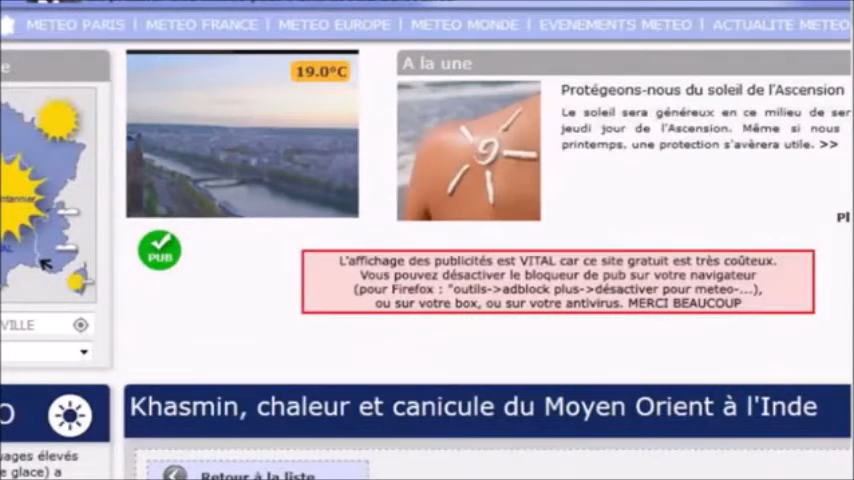 METEO PARIS | METEO FRANCE | METEO EUROPE | METEO MONDE | EVENEMENTS METEO | ACTUALITE METEO
19.0°C
A la une
Protégeons-nous du soleil de l'Ascension
Le soleil sera généreux en ce milieu de
jeudi jour de l'Ascension. Même si nous
printemps, une protection s'avèrera utile. >>
PUB
L'affichage des publicités est VITAL car ce site gratuit est très coûteux.
Vous pouvez désactiver le bloqueur de pub sur votre navigateur
(pour Firefox : "outils->adblock plus->désactiver pour meteo-...),
ou sur votre box, ou sur votre antivirus. MERCI BEAUCOUP
VILLE
Khasmin, chaleur et canicule du Moyen Orient à l'Inde
uages élevés
e glace) a
Retour à la liste